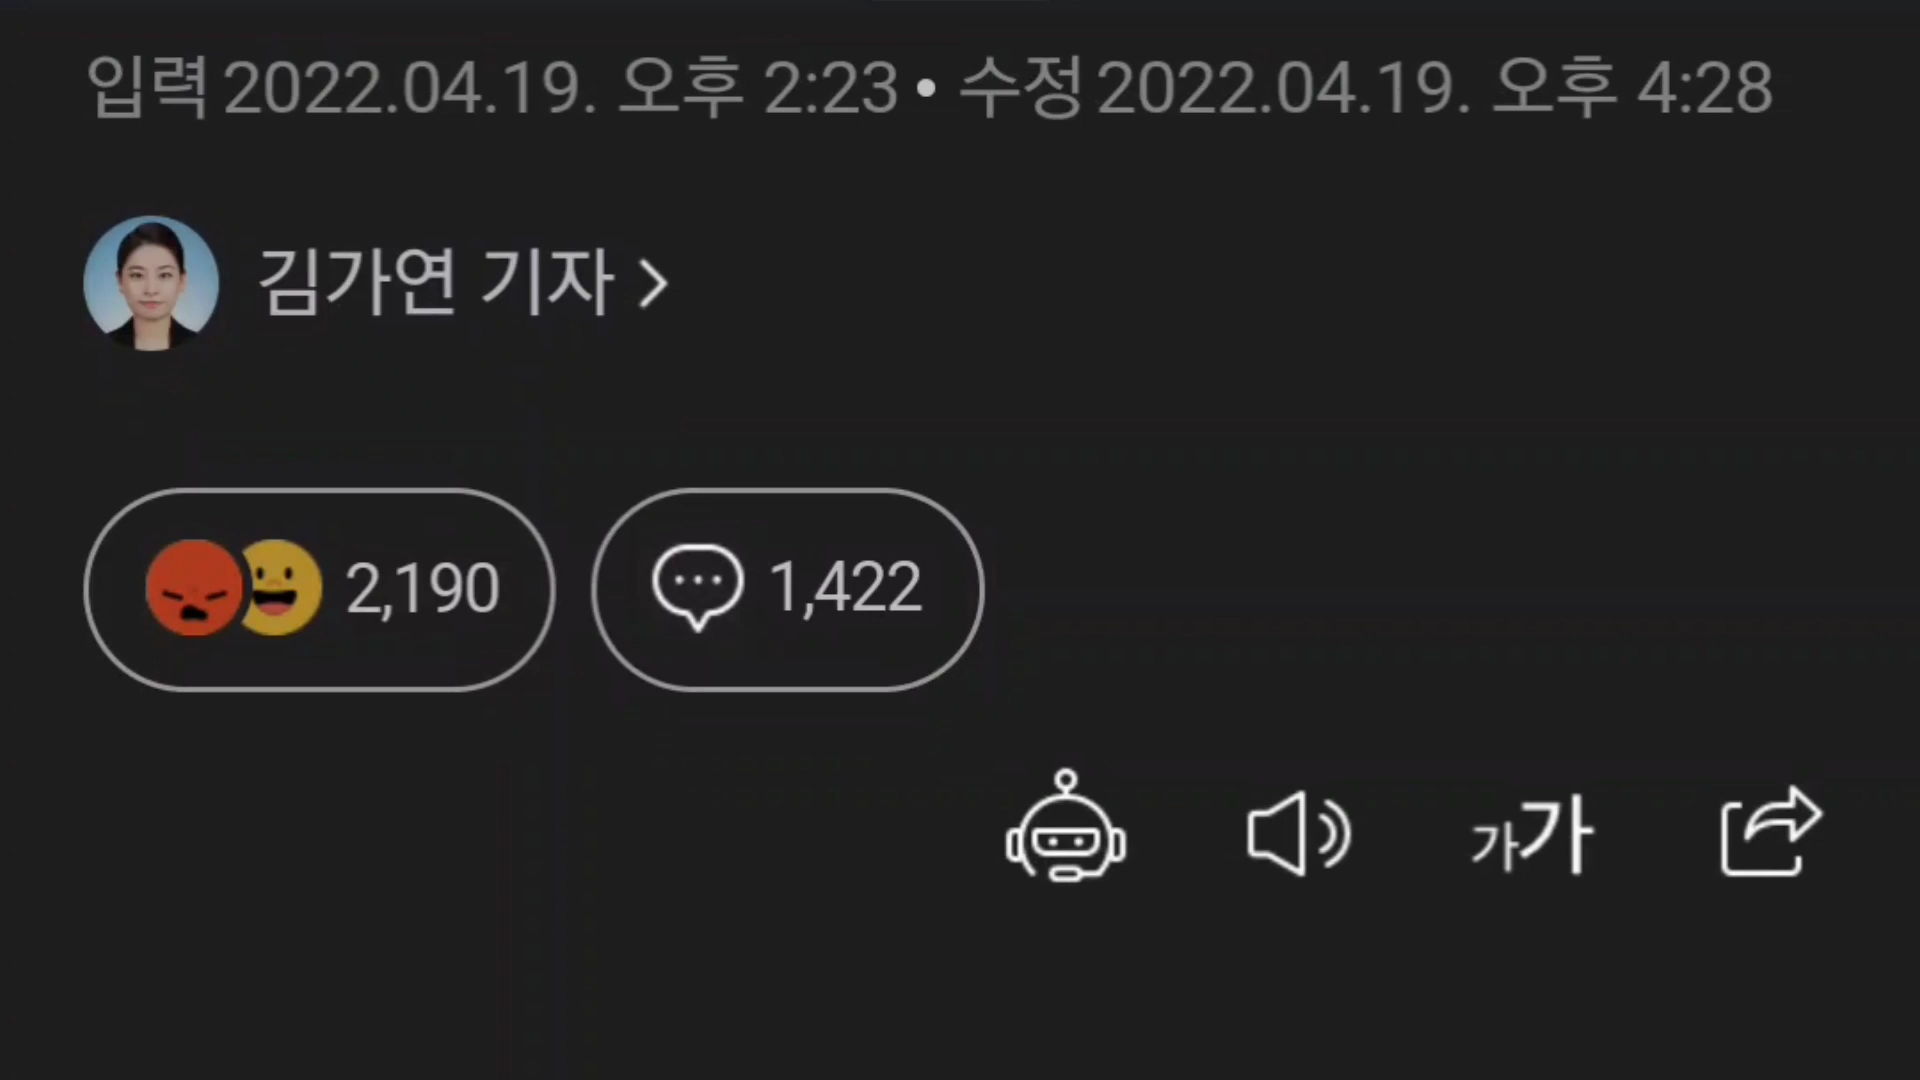 입력 2022.04.19. 오후 2:23 • 수정 2022.04.19. 오후 4:28
김가연 기자 >
2,190 1,422
가가